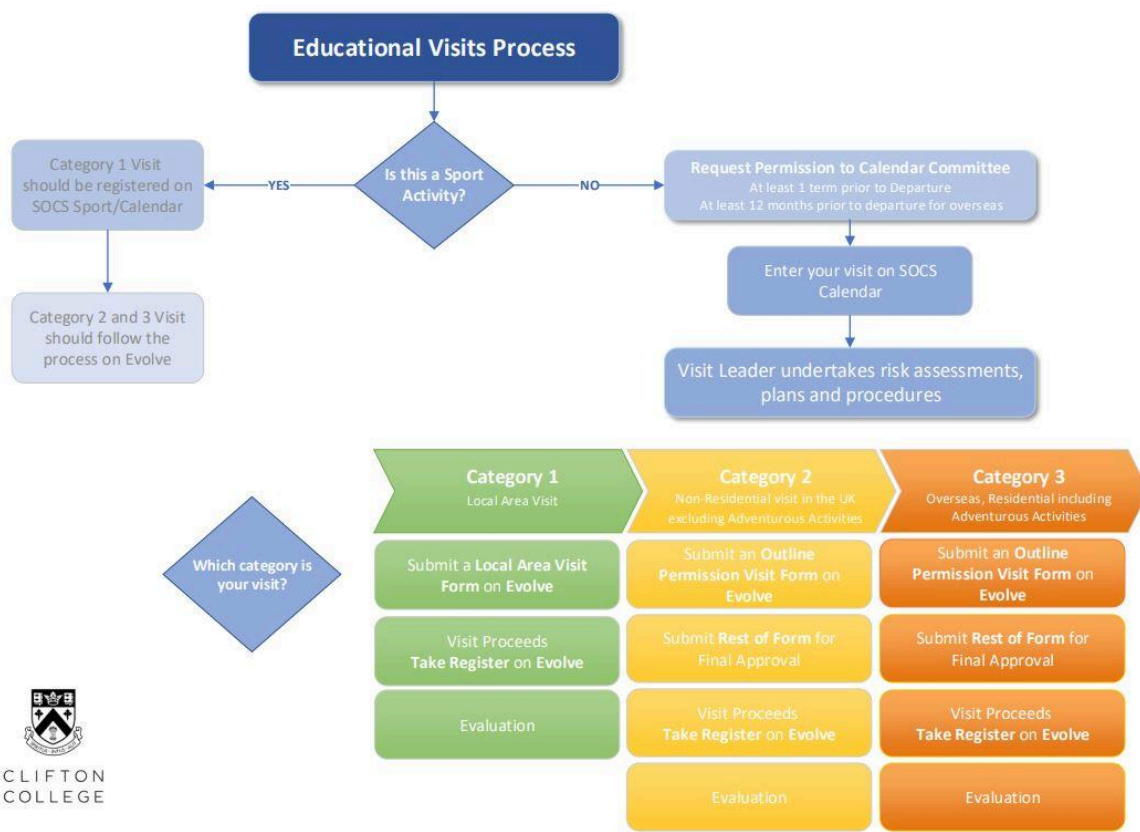 Educational Visits Process
Is this a Sport
Activity?
YES
NO
Category 1 Visit
should be registered on
SOCS Sport/Calendar
Category 2 and 3 Visit
should follow the
process on Evolve
Request Permission to Calendar Committee
At least 1 term prior to Departure
At least 12 months prior to departure for overseas
Enter your visit on SOCS
Calendar
Visit Leader undertakes risk assessments,
plans and procedures
Which category is
your visit?
Category 1
Local Area Visit
Submit a Local Area Visit
Form on Evolve
Visit Proceeds
Take Register on Evolve
Evaluation
Category 2
Non-Residential visit in the UK
excluding Adventurous Activities
Submit an Outline
Permission Visit Form on
Evolve
Submit Rest of Form for
Final Approval
Visit Proceeds
Take Register on Evolve
Evaluation
Category 3
Overseas, Residential including
Adventurous Activities
Submit an Outline
Permission Visit Form on
Evolve
Submit Rest of Form for
Final Approval
Visit Proceeds
Take Register on Evolve
Evaluation
CLIFTON
COLLEGE